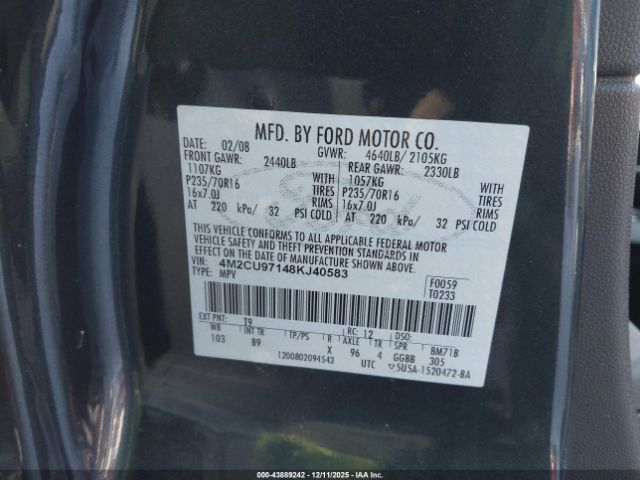 MFD. BY FORD MOTOR CO.
DATE: 02/08 GVWR: 4640LB/ 2105KG
FRONT GAWR: 2440LB REAR GAWR: 2330LB
1107KG WITH 1057KG WITH
P235/70R16 TIRES P235/70R16 TIRES
16x7.0J RIMS 16x7.0J RIMS
AT 220 kPa/ 32 PSI COLD AT 220 kPa/ 32 PSI COLD
THIS VEHICLE CONFORMS TO ALL APPLICABLE FEDERAL MOTOR
VEHICLE SAFETY AND THEFT PREVENTION STANDARDS IN EFFECT
ON THE DATE OF MANUFACTURE SHOWN ABOVE.
VIN: 4M2CU97148KJ40583
TYPE: MPV
F0059
T0233
EXT PNT: T9 RC: 12 DSO:
WB INT TR TP/PS R AXLE TR SPR 8M71B
103 89 X 96 4 GGBB 305
1200802094543 UTC 5U5A-1520472-BA
Ford
000-43889242 - 12/11/2025 - IAA Inc.